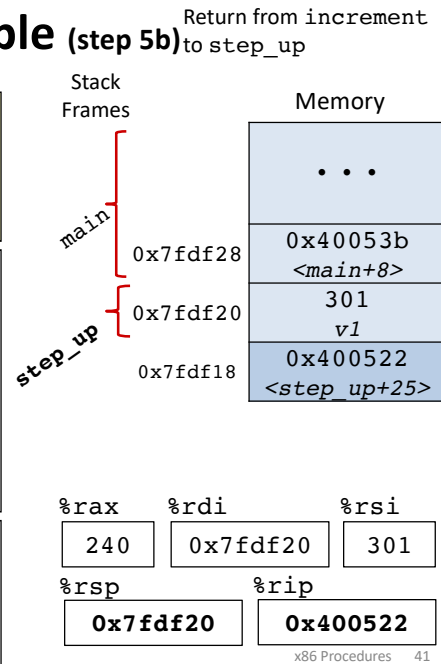 ble (step 5b)
Return from increment
to step_up
Stack
Frames
Memory
• • •
main
0x7fdf28
0x40053b
<main+8>
step_up
0x7fdf20
301
v1
0x7fdf18
0x400522
<step_up+25>
%rax %rdi %rsi
240 0x7fdf20 301
%rsp %rip
0x7fdf20 0x400522
x86 Procedures 41